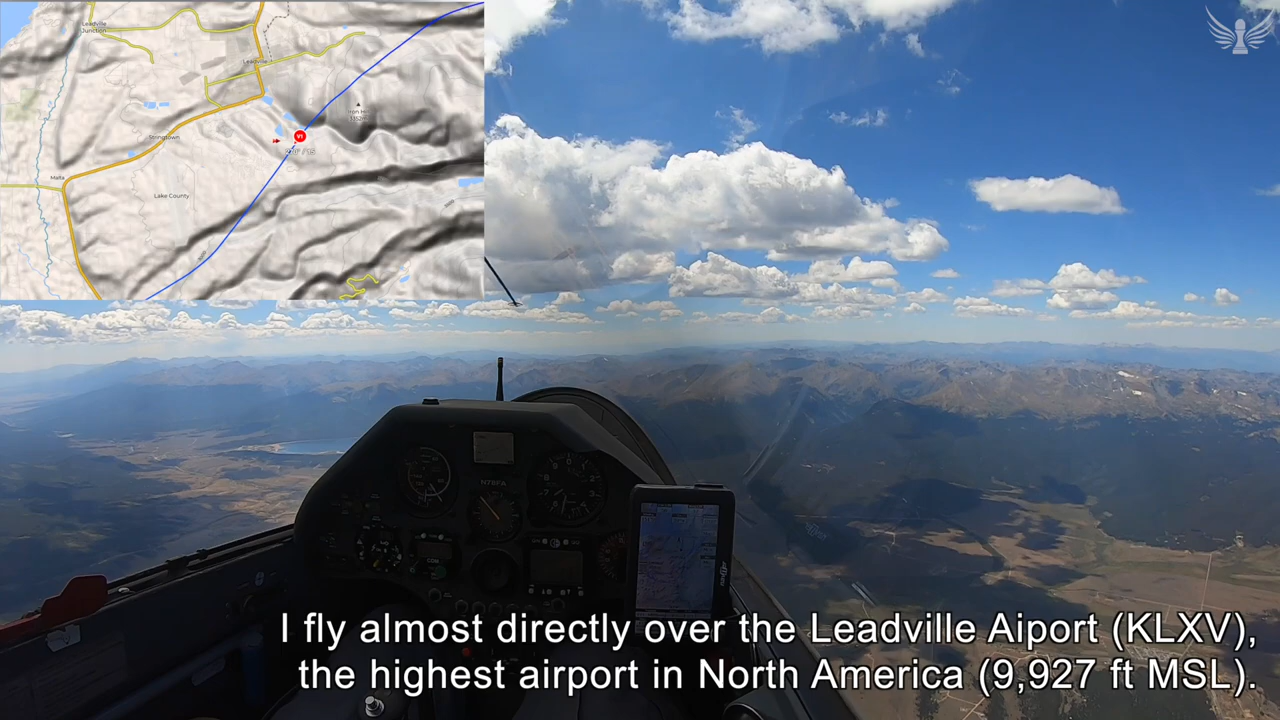 Leadville
Junction
Leadville
Stringtown
Malta
Lake County
N78FA
I fly almost directly over the Leadville Aiport (KLXV),
the highest airport in North America (9,927 ft MSL).